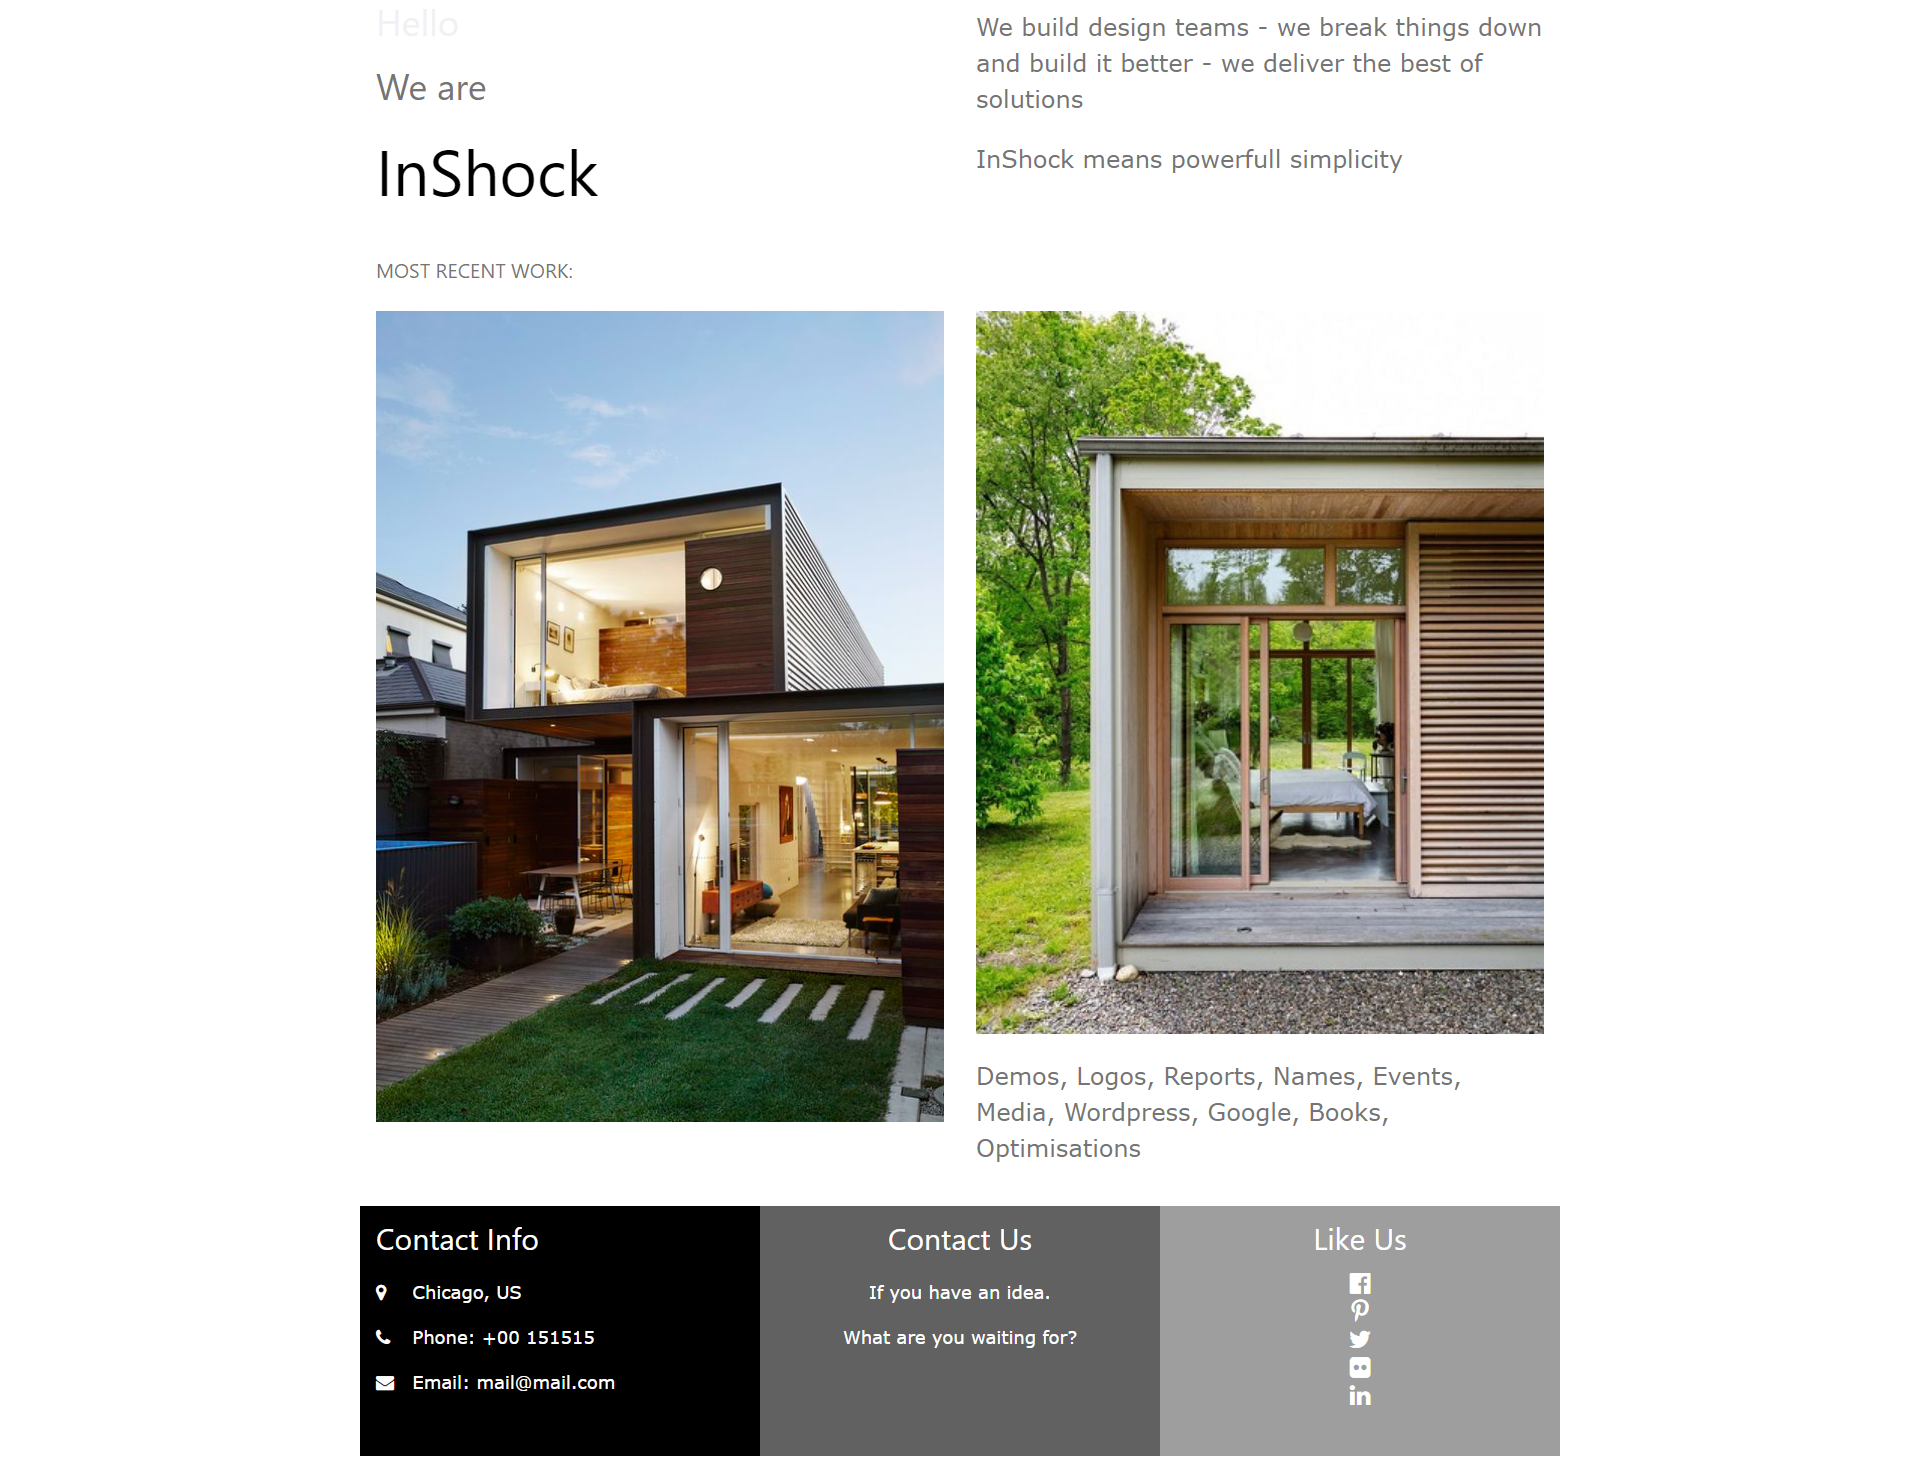 Hello
We are
InShock
We build design teams - we break things down
and build it better - we deliver the best of
solutions
InShock means powerfull simplicity
MOST RECENT WORK:
Demos, Logos, Reports, Names, Events,
Media, Wordpress, Google, Books,
Optimisations
Contact Info
Chicago, US
Phone: +00 151515
Email: mail@mail.com
Contact Us
If you have an idea.
What are you waiting for?
Like Us